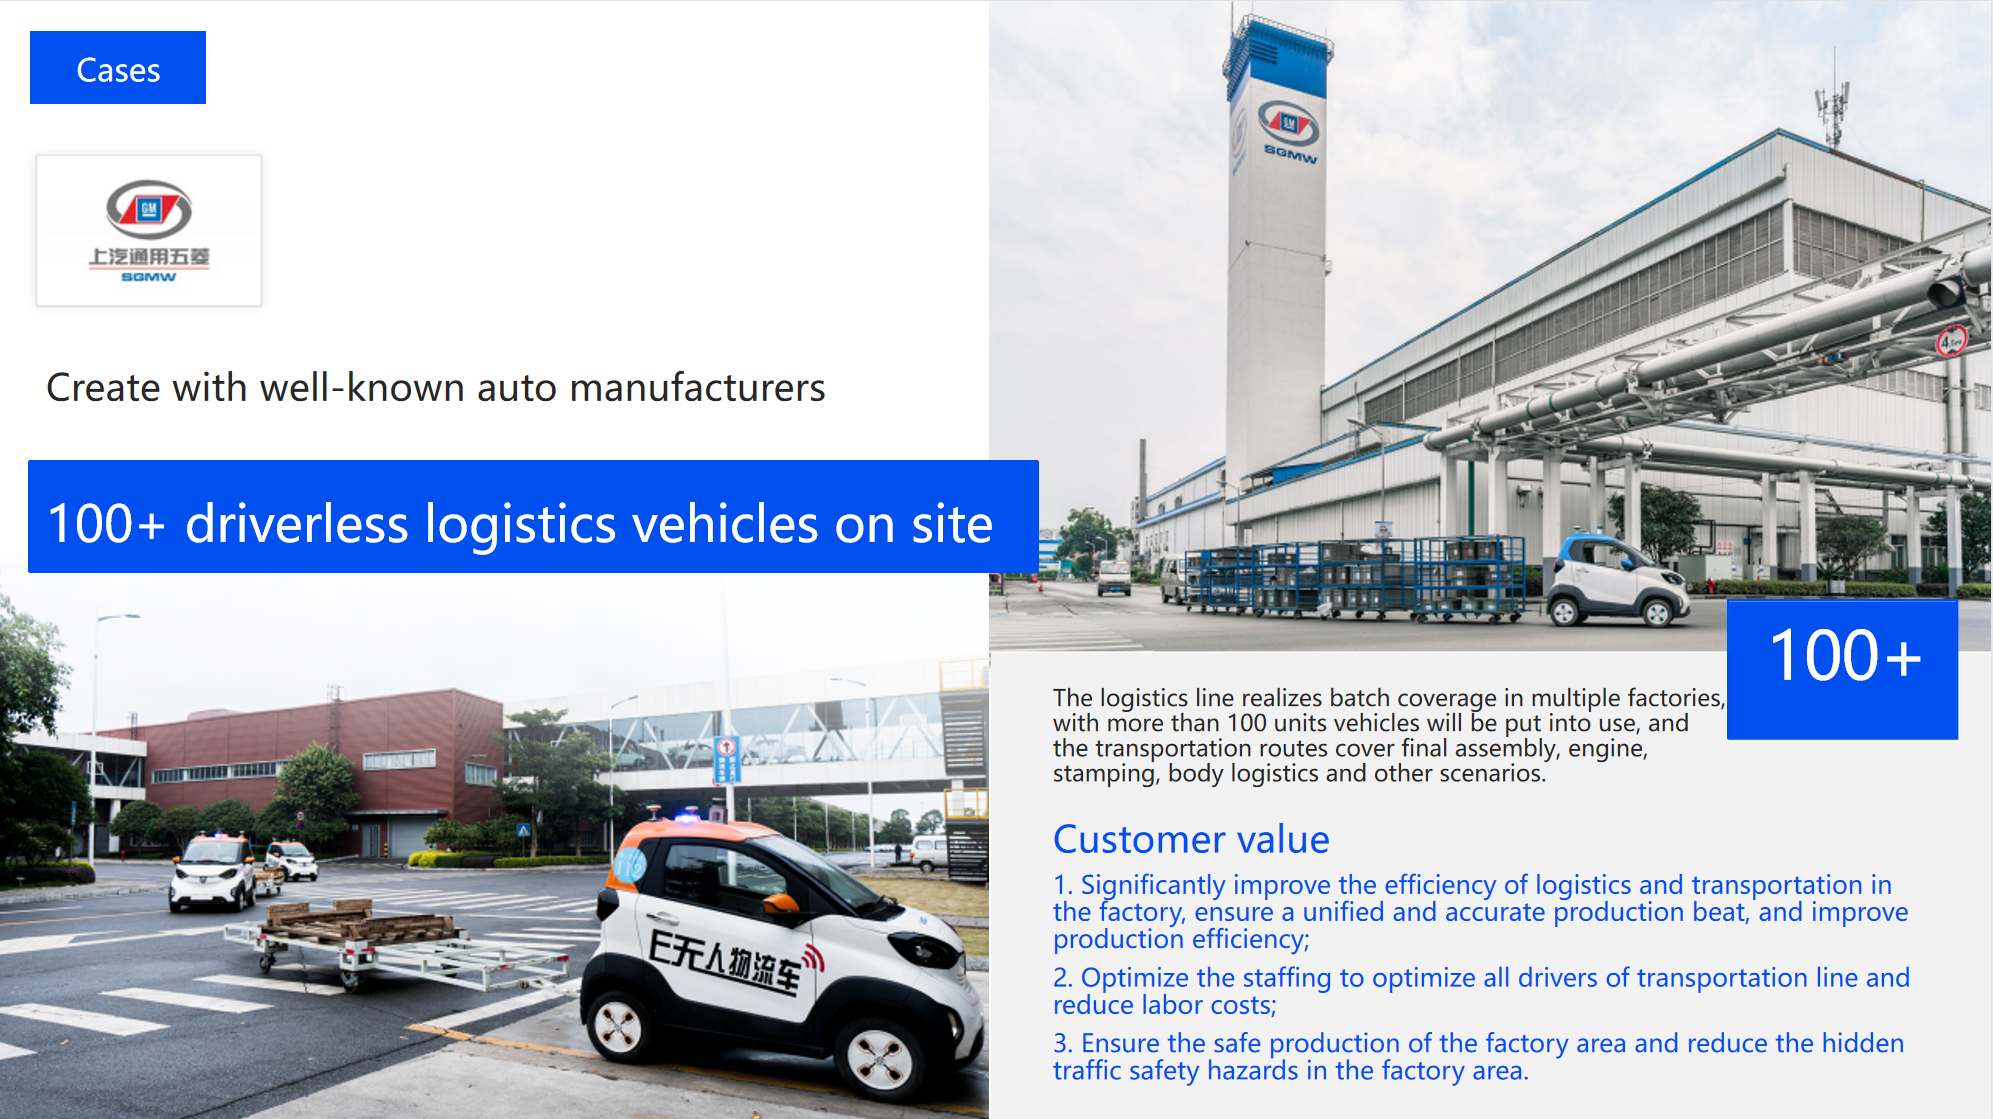 Cases
GM
上汽通用五菱
SGMW
Create with well-known auto manufacturers
100+ driverless logistics vehicles on site
GM
SGMW
112
E无人物流车
100+
The logistics line realizes batch coverage in multiple factories,
with more than 100 units vehicles will be put into use, and
the transportation routes cover final assembly, engine,
stamping, body logistics and other scenarios.
Customer value
1. Significantly improve the efficiency of logistics and transportation in
the factory, ensure a unified and accurate production beat, and improve
production efficiency;
2. Optimize the staffing to optimize all drivers of transportation line and
reduce labor costs;
3. Ensure the safe production of the factory area and reduce the hidden
traffic safety hazards in the factory area.